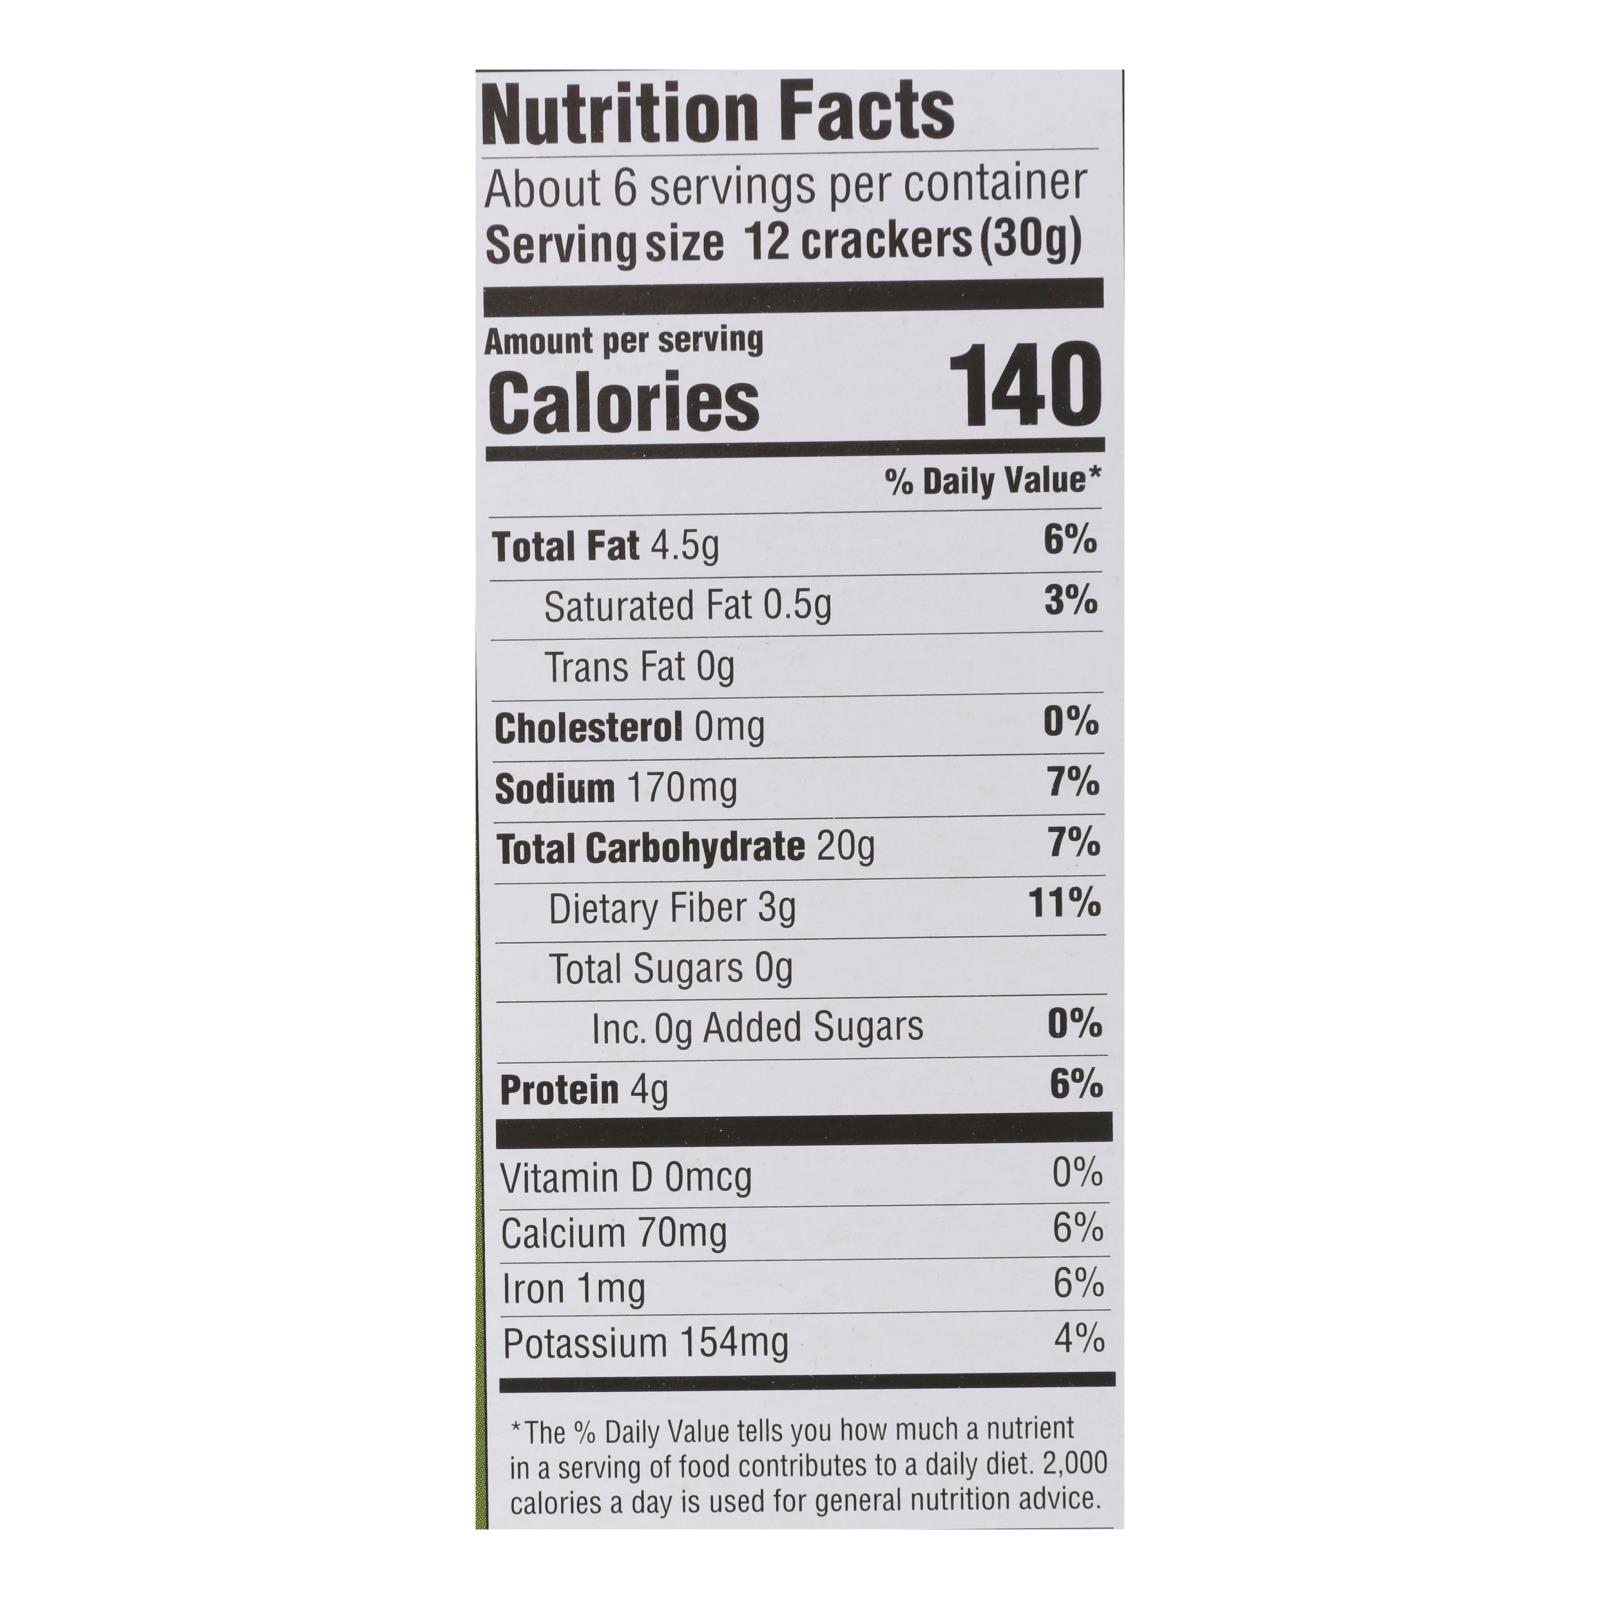 Nutrition Facts
About 6 servings per container
Serving size 12 crackers (30g)
Amount per serving
Calories 140
% Daily Value*
Total Fat 4.5g 6%
Saturated Fat 0.5g 3%
Trans Fat 0g
Cholesterol 0mg 0%
Sodium 170mg 7%
Total Carbohydrate 20g 7%
Dietary Fiber 3g 11%
Total Sugars 0g
Inc. 0g Added Sugars 0%
Protein 4g 6%
Vitamin D 0mcg 0%
Calcium 70mg 6%
Iron 1mg 6%
Potassium 154mg 4%
*The % Daily Value tells you how much a nutrient
in a serving of food contributes to a daily diet. 2,000
calories a day is used for general nutrition advice.